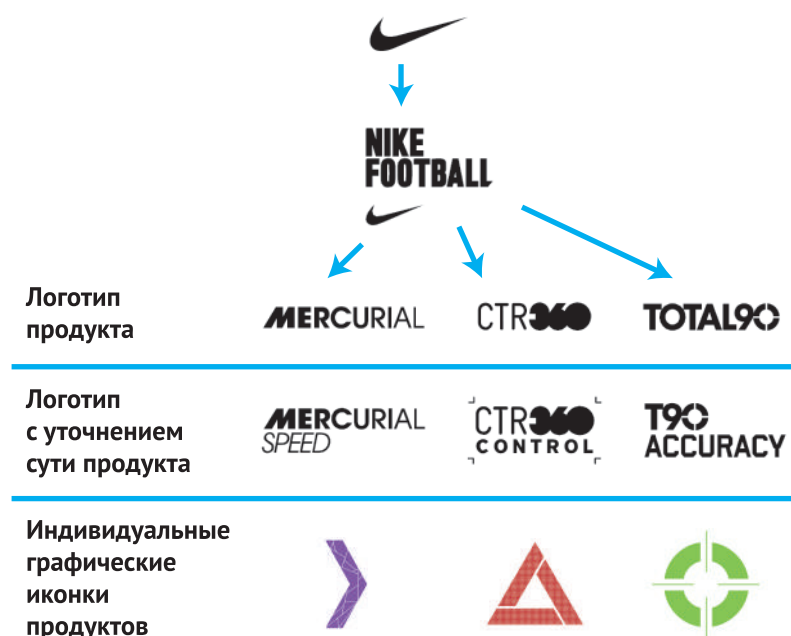 NIKE
FOOTBALL
Логотип
продукта
MERCURIAL
CTR360
TOTAL90
Логотип
с уточнением
сути продукта
MERCURIAL
SPEED
CTR360
CONTROL
T90
ACCURACY
Индивидуальные
графические
иконки
продуктов